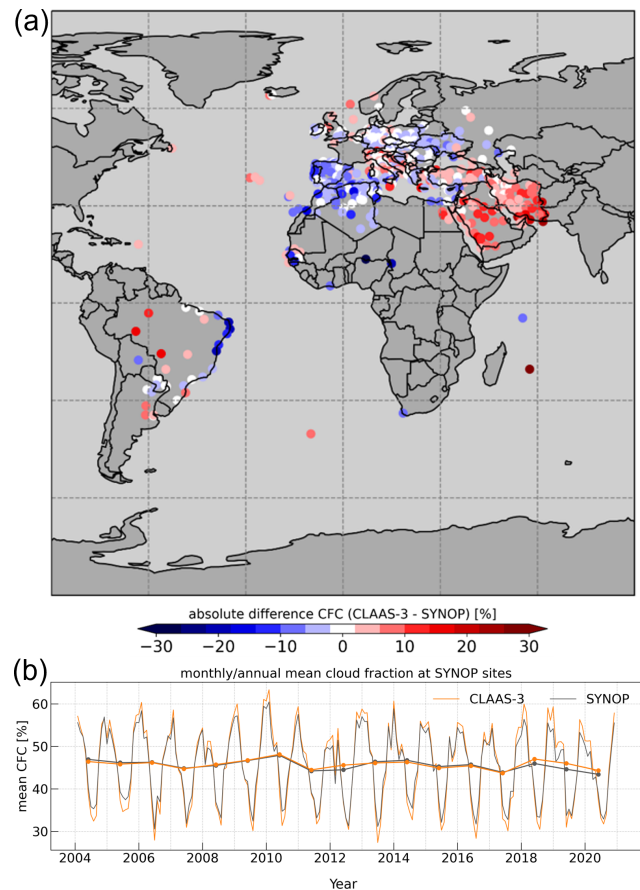 (a)
absolute difference CFC (CLAAS-3 - SYNOP) [%]
−30 −20 −10 0 10 20 30
(b)
monthly/annual mean cloud fraction at SYNOP sites
CLAAS-3 SYNOP
mean CFC [%]
60
50
40
30
2004 2006 2008 2010 2012 2014 2016 2018 2020
Year